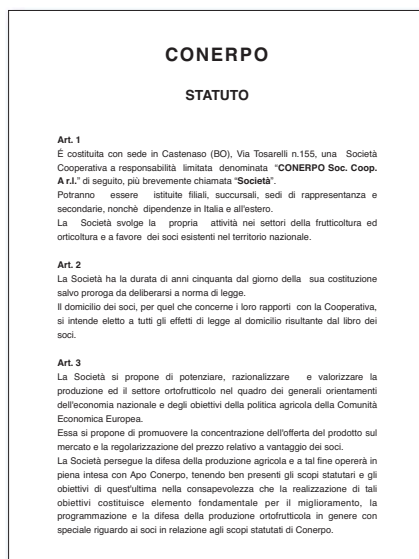 CONERPO
STATUTO
Art. 1
É costituita con sede in Castenaso (BO), Via Tosarelli n.155, una Società
Cooperativa a responsabilità limitata denominata “CONERPO Soc. Coop.
A r.l.” di seguito, più brevemente chiamata “Società”.
Potranno essere istituite filiali, succursali, sedi di rappresentanza e
secondarie, nonchè dipendenze in Italia e all'estero.
La Società svolge la propria attività nei settori della frutticoltura ed
orticoltura e a favore dei soci esistenti nel territorio nazionale.
Art. 2
La Società ha la durata di anni cinquanta dal giorno della sua costituzione
salvo proroga da deliberarsi a norma di legge.
Il domicilio dei soci, per quel che concerne i loro rapporti con la Cooperativa,
si intende eletto a tutti gli effetti di legge al domicilio risultante dal libro dei
soci.
Art. 3
La Società si propone di potenziare, razionalizzare e valorizzare la
produzione ed il settore ortofrutticolo nel quadro dei generali orientamenti
dell'economia nazionale e degli obiettivi della politica agricola della Comunità
Economica Europea.
Essa si propone di promuovere la concentrazione dell'offerta del prodotto sul
mercato e la regolarizzazione del prezzo relativo a vantaggio dei soci.
La Società persegue la difesa della produzione agricola e a tal fine opererà in
piena intesa con Apo Conerpo, tenendo ben presenti gli scopi statutari e gli
obiettivi di quest'ultima nella consapevolezza che la realizzazione di tali
obiettivi costituisce elemento fondamentale per il miglioramento, la
programmazione e la difesa della produzione ortofrutticola in genere con
speciale riguardo ai soci in relazione agli scopi statutati di Conerpo.